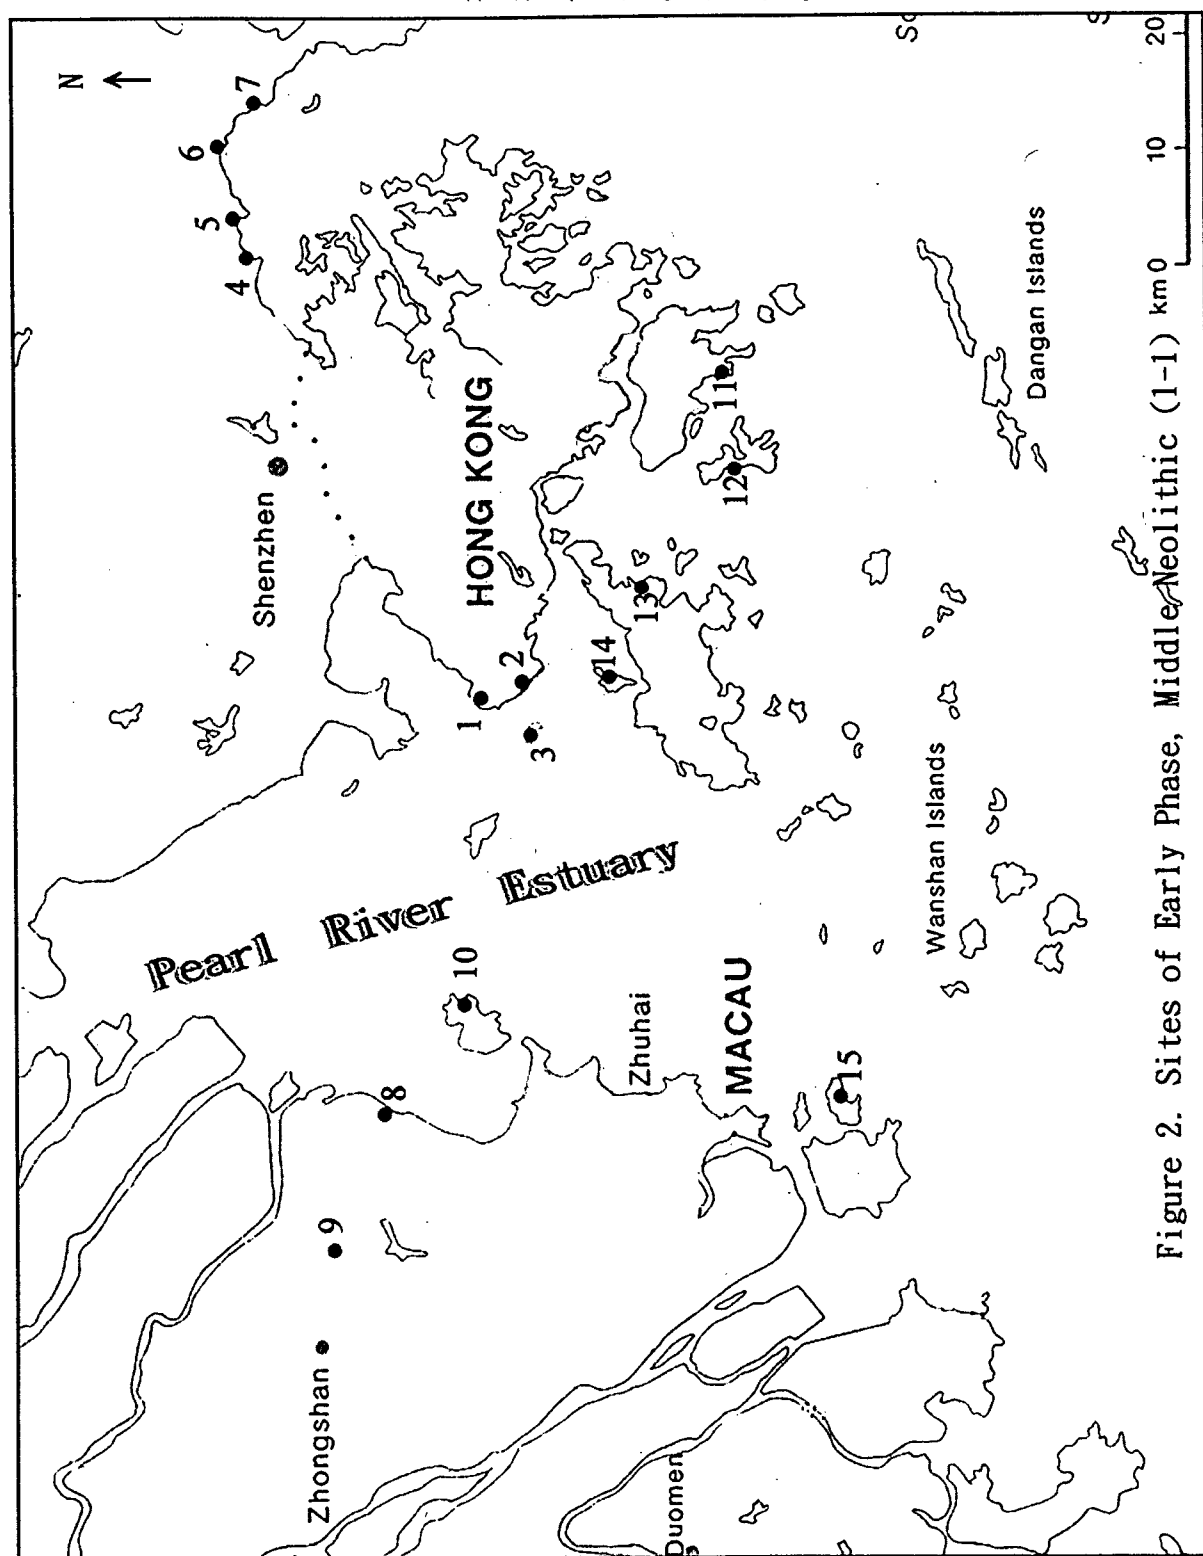 N
7
6
5
4
Shenzhen
HONG KONG
1
2
3
14
13
12
11
Pearl River Estuary
10
8
9
Zhongshan
Zhuhai
MACAU
15
Duomen
Wanshan Islands
Dangan Islands
km 0 10 20
Figure 2. Sites of Early Phase, Middle Neolithic (1-1)